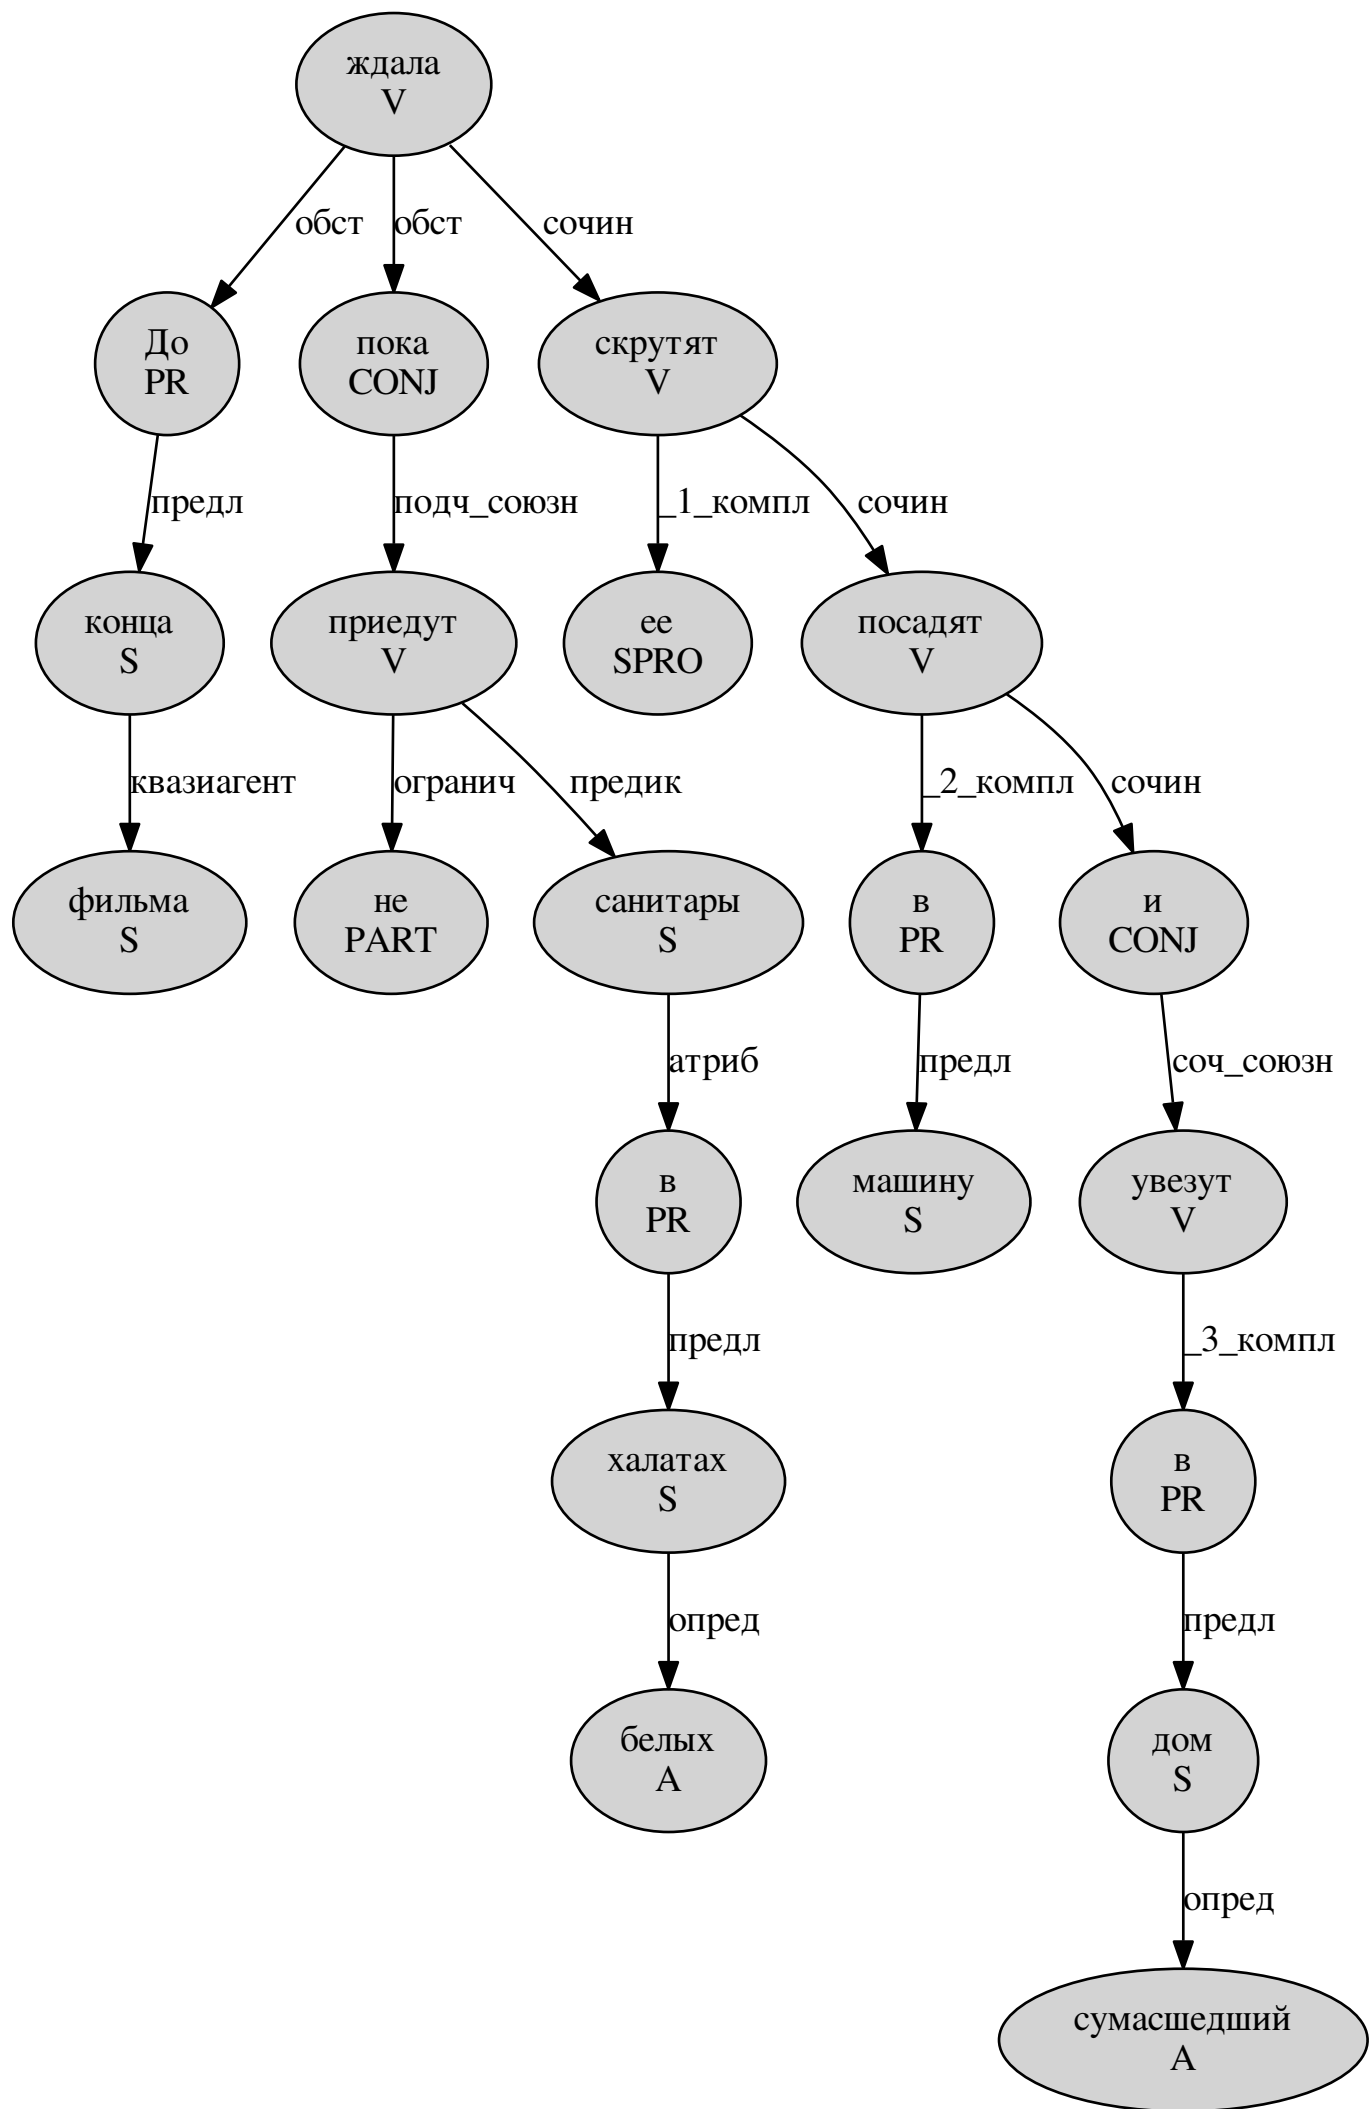 ждала
V
обст
обст
сочин
До
PR
пока
CONJ
скрутят
V
предл
подч_союзн
_1_компл
сочин
конца
S
приедут
V
ее
SPRO
посадят
V
квазиагент
огранич
предик
_2_компл
сочин
фильма
S
не
PART
санитары
S
в
PR
и
CONJ
атриб
предл
соч_союзн
в
PR
машину
S
увезут
V
предл
_3_компл
халатах
S
в
PR
опред
предл
белых
A
дом
S
опред
сумасшедший
A